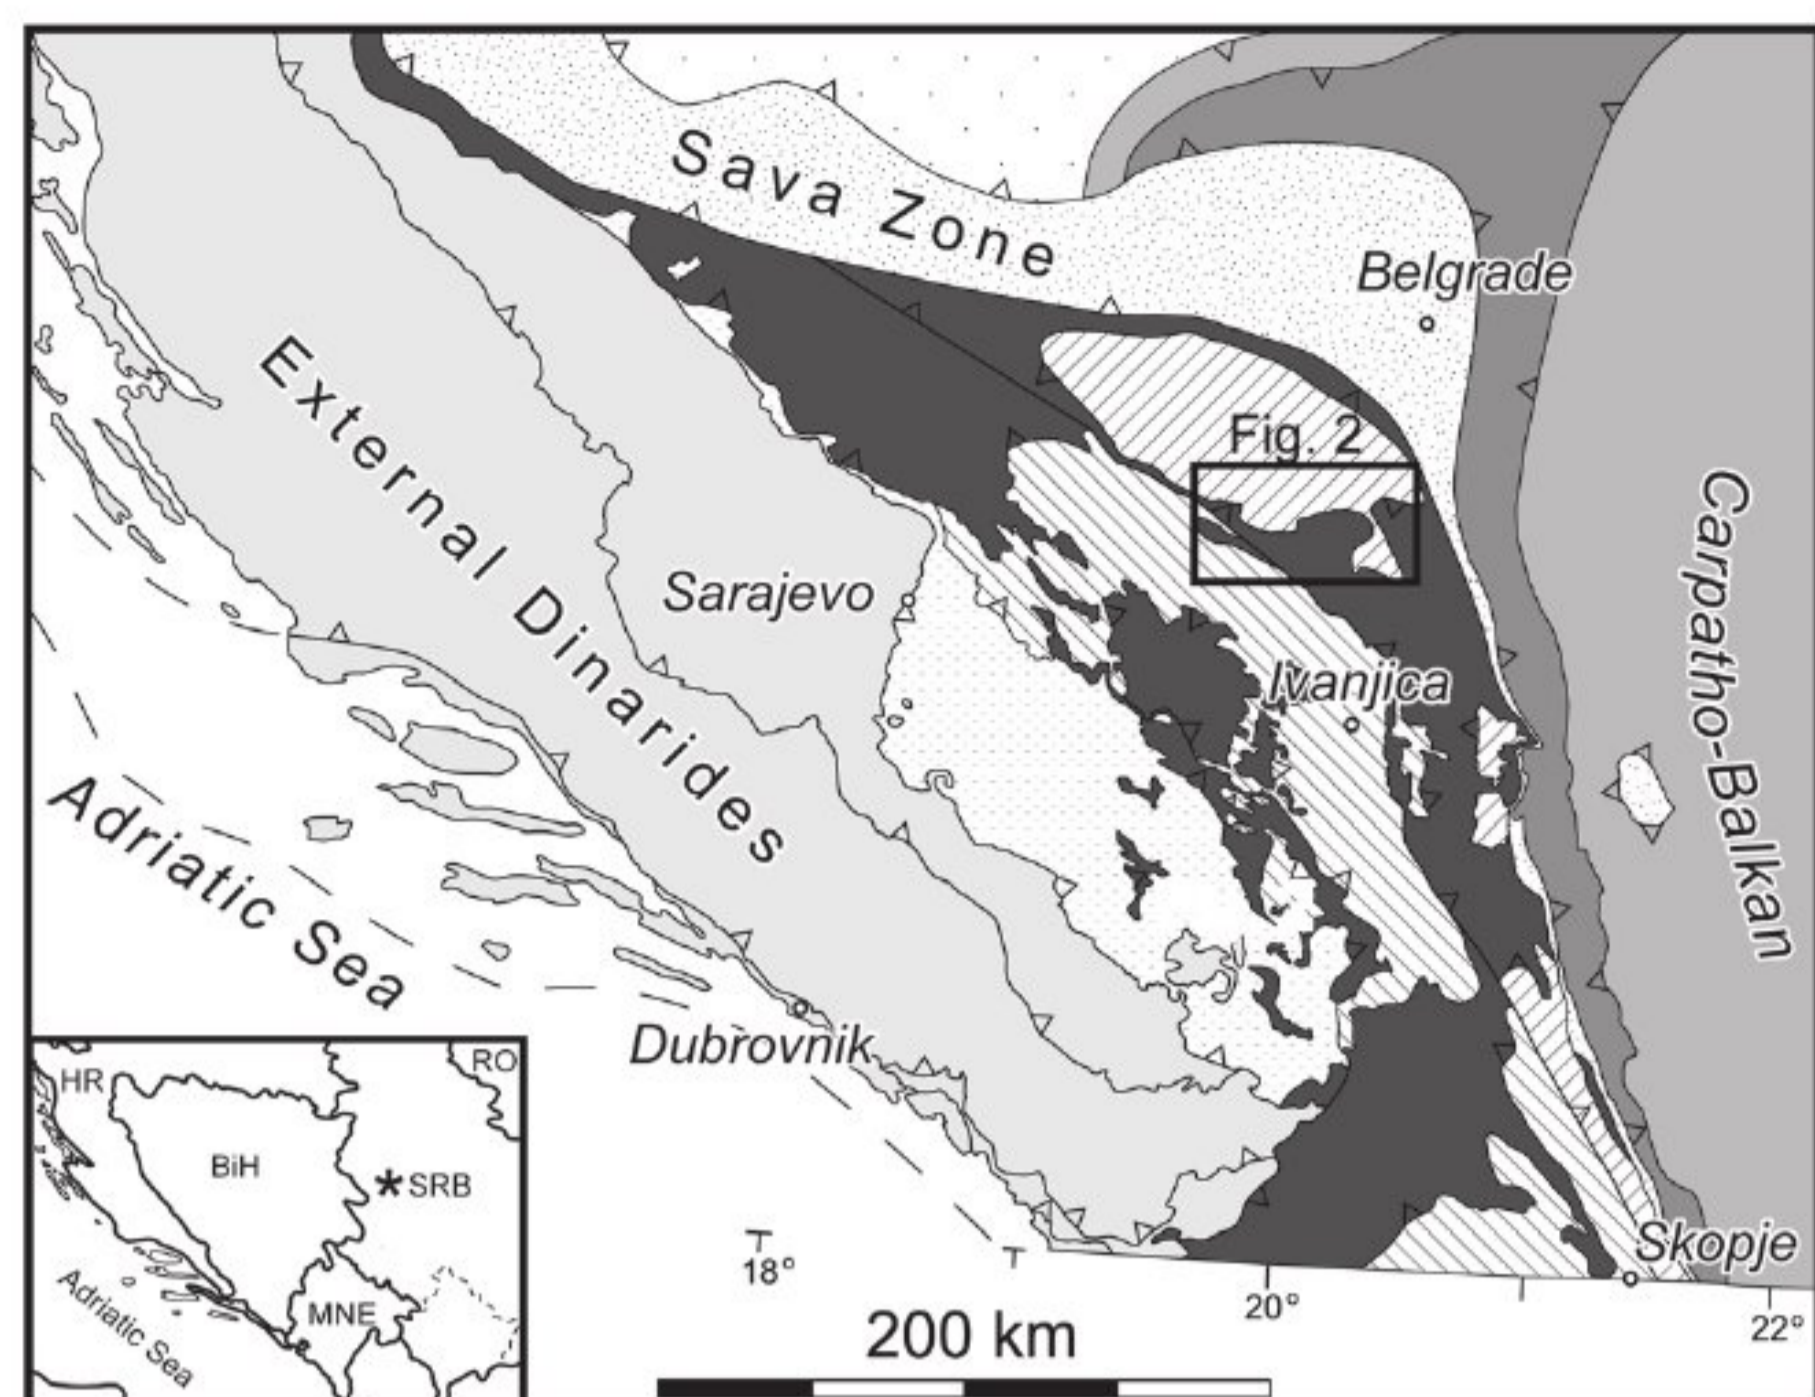 Sava Zone
Belgrade
External Dinarides
Fig. 2
Carpatho-Balkan
Sarajevo
Ivanjica
Adriatic Sea
Dubrovnik
Skopje
18°
20°
22°
200 km
HR
RO
BiH
*SRB
MNE
Adriatic Sea